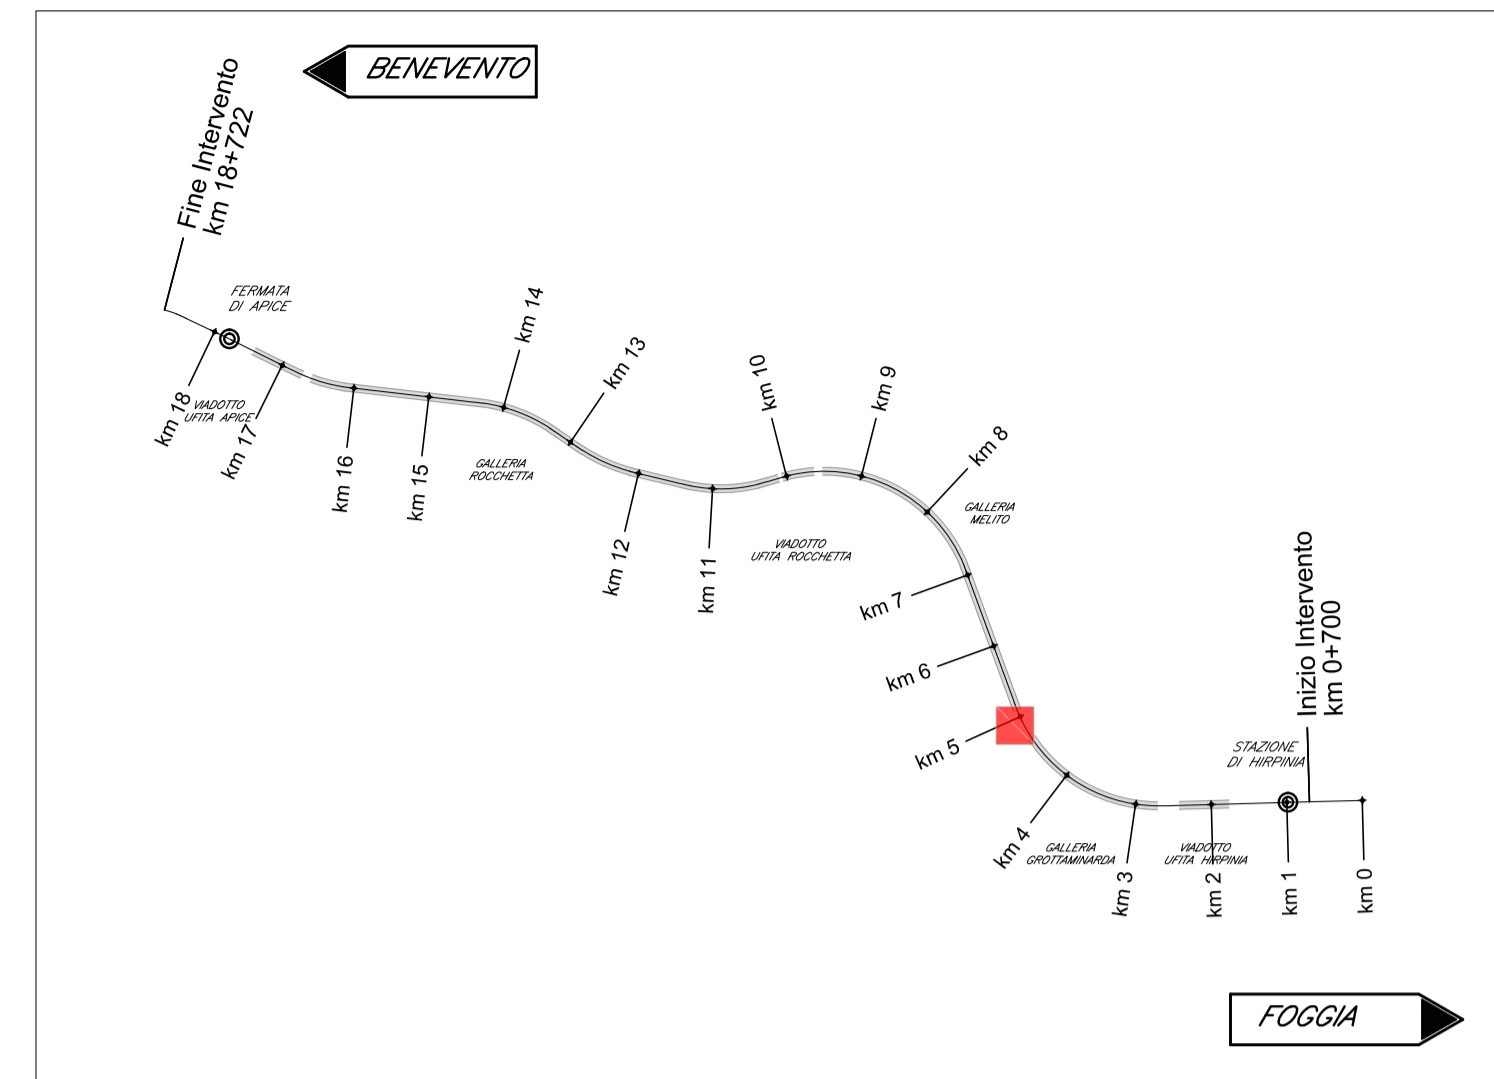 BENEVENTO
Fine Intervento
km 18+722
FERMATA
DI APICE
km 18
VIADOTTO
UFITA APICE
km 17
km 16
km 15
km 14
GALLERIA
ROCCHETTA
km 13
km 12
km 11
km 10
VIADOTTO
UFITA ROCCHETTA
km 9
km 8
GALLERIA
MELITO
km 7
km 6
km 5
Inizio Intervento
km 0+700
STAZIONE
DI HIRPINIA
km 4
GALLERIA
GROTTAMINARDA
km 3
VIADOTTO
UFITA HIRPINIA
km 2
km 1
km 0
FOGGIA